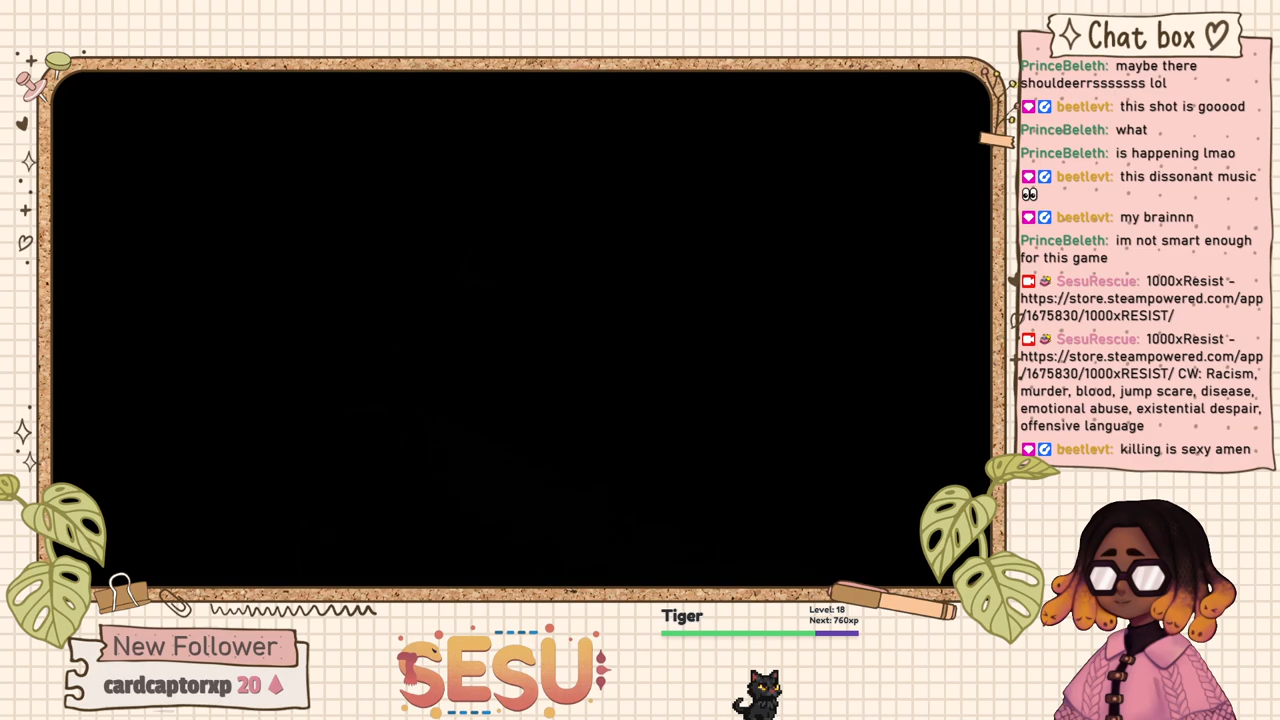 Chat box
PrinceBeleth: maybe there
shouldeerrsssssss lol
beetlevt: this shot is gooood
PrinceBeleth: what
PrinceBeleth: is happening lmao
beetlevt: this dissonant music
👀
beetlevt: my brainnn
PrinceBeleth: im not smart enough
for this game
SesuRescue: 1000xResist -
https://store.steampowered.com/app
/1675830/1000xRESIST/
SesuRescue: 1000xResist -
https://store.steampowered.com/app
/1675830/1000xRESIST/ CW: Racism,
murder, blood, jump scare, disease,
emotional abuse, existential despair,
offensive language
beetlevt: killing is sexy amen
New Follower
cardcaptorxp 20
SESU
Tiger
Level: 18
Next: 760xp